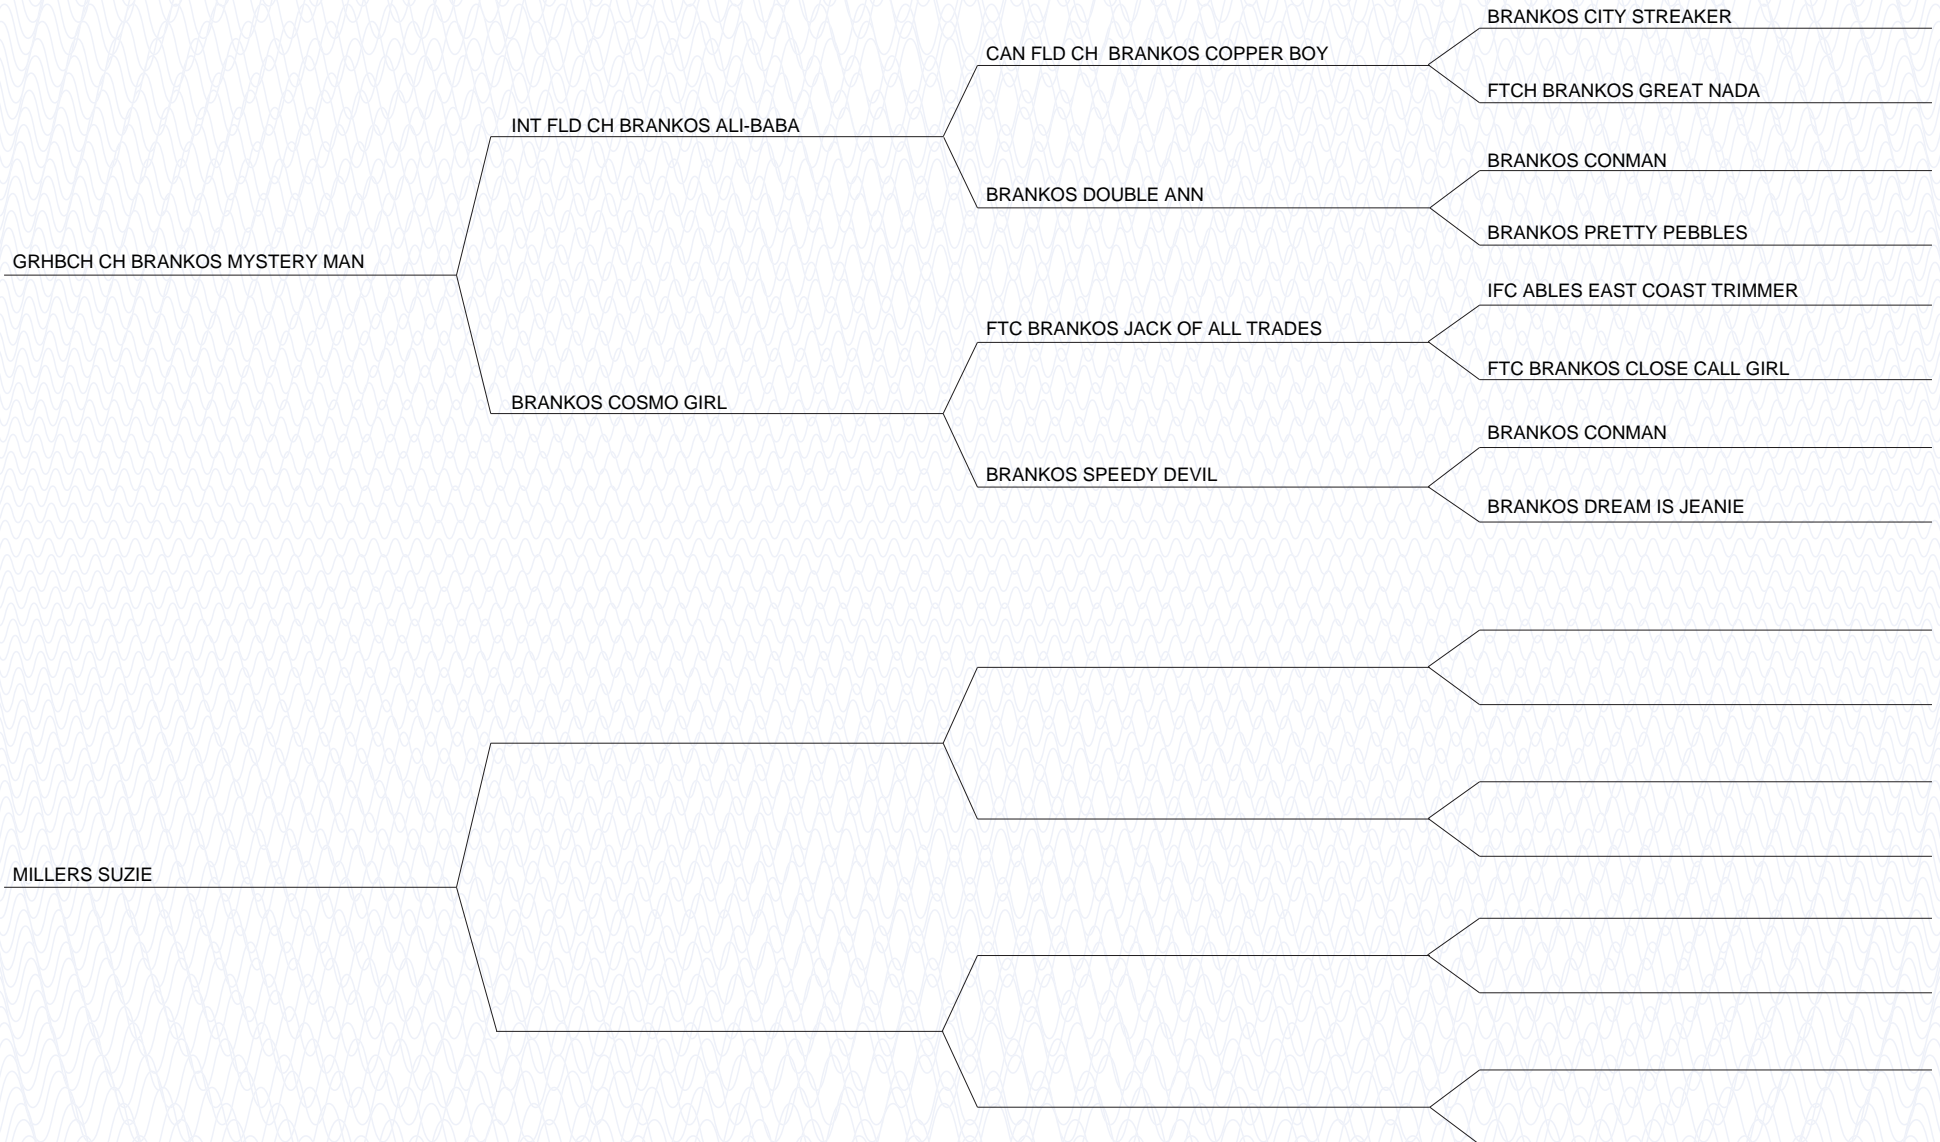 BRANKOS CITY STREAKER
CAN FLD CH  BRANKOS COPPER BOY
FTCH BRANKOS GREAT NADA
INT FLD CH BRANKOS ALI-BABA
BRANKOS CONMAN
BRANKOS DOUBLE ANN
BRANKOS PRETTY PEBBLES
GRHBCH CH BRANKOS MYSTERY MAN
IFC ABLES EAST COAST TRIMMER
FTC BRANKOS JACK OF ALL TRADES
FTC BRANKOS CLOSE CALL GIRL
BRANKOS COSMO GIRL
BRANKOS CONMAN
BRANKOS SPEEDY DEVIL
BRANKOS DREAM IS JEANIE
MILLERS SUZIE